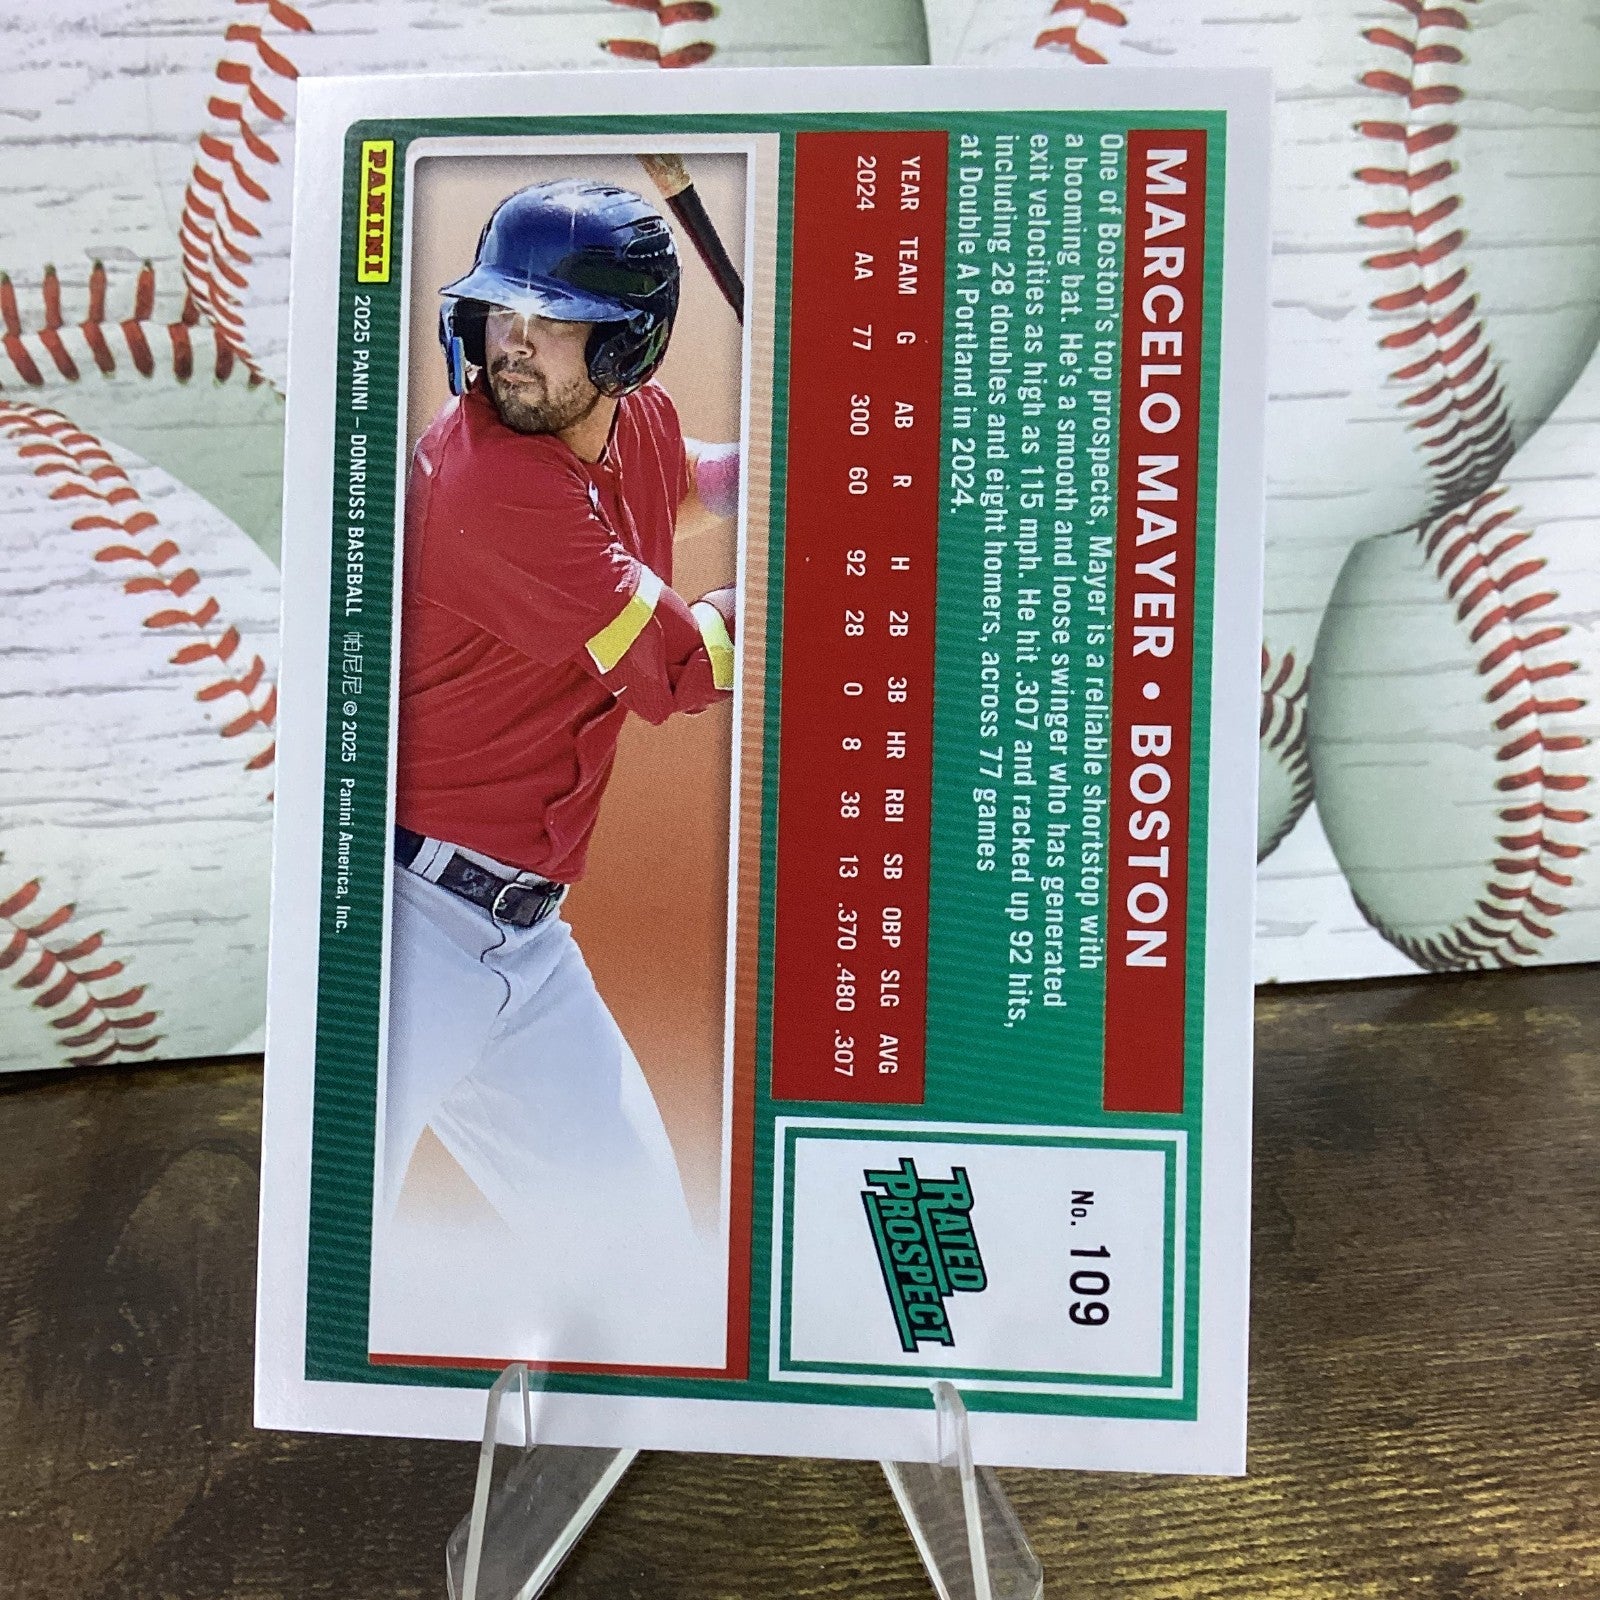 MARCELO MAYER • BOSTON
One of Boston's top prospects, Mayer is a reliable shortstop with
a booming bat. He's a smooth and loose swinger who has generated
exit velocities as high as 115 mph. He hit .307 and racked up 92 hits,
including 28 doubles and eight homers, across 77 games
at Double A Portland in 2024.
YEAR TEAM G AB R H 2B 3B HR RBI SB OBP SLG AVG
2024 AA 77 300 60 92 28 0 8 38 13 .370 .480 .307
No. 109
RATED
PROSPECT
PANINI 2025 PANINI – DONRUSS BASEBALL 帕尼尼 © 2025 Panini America, Inc.